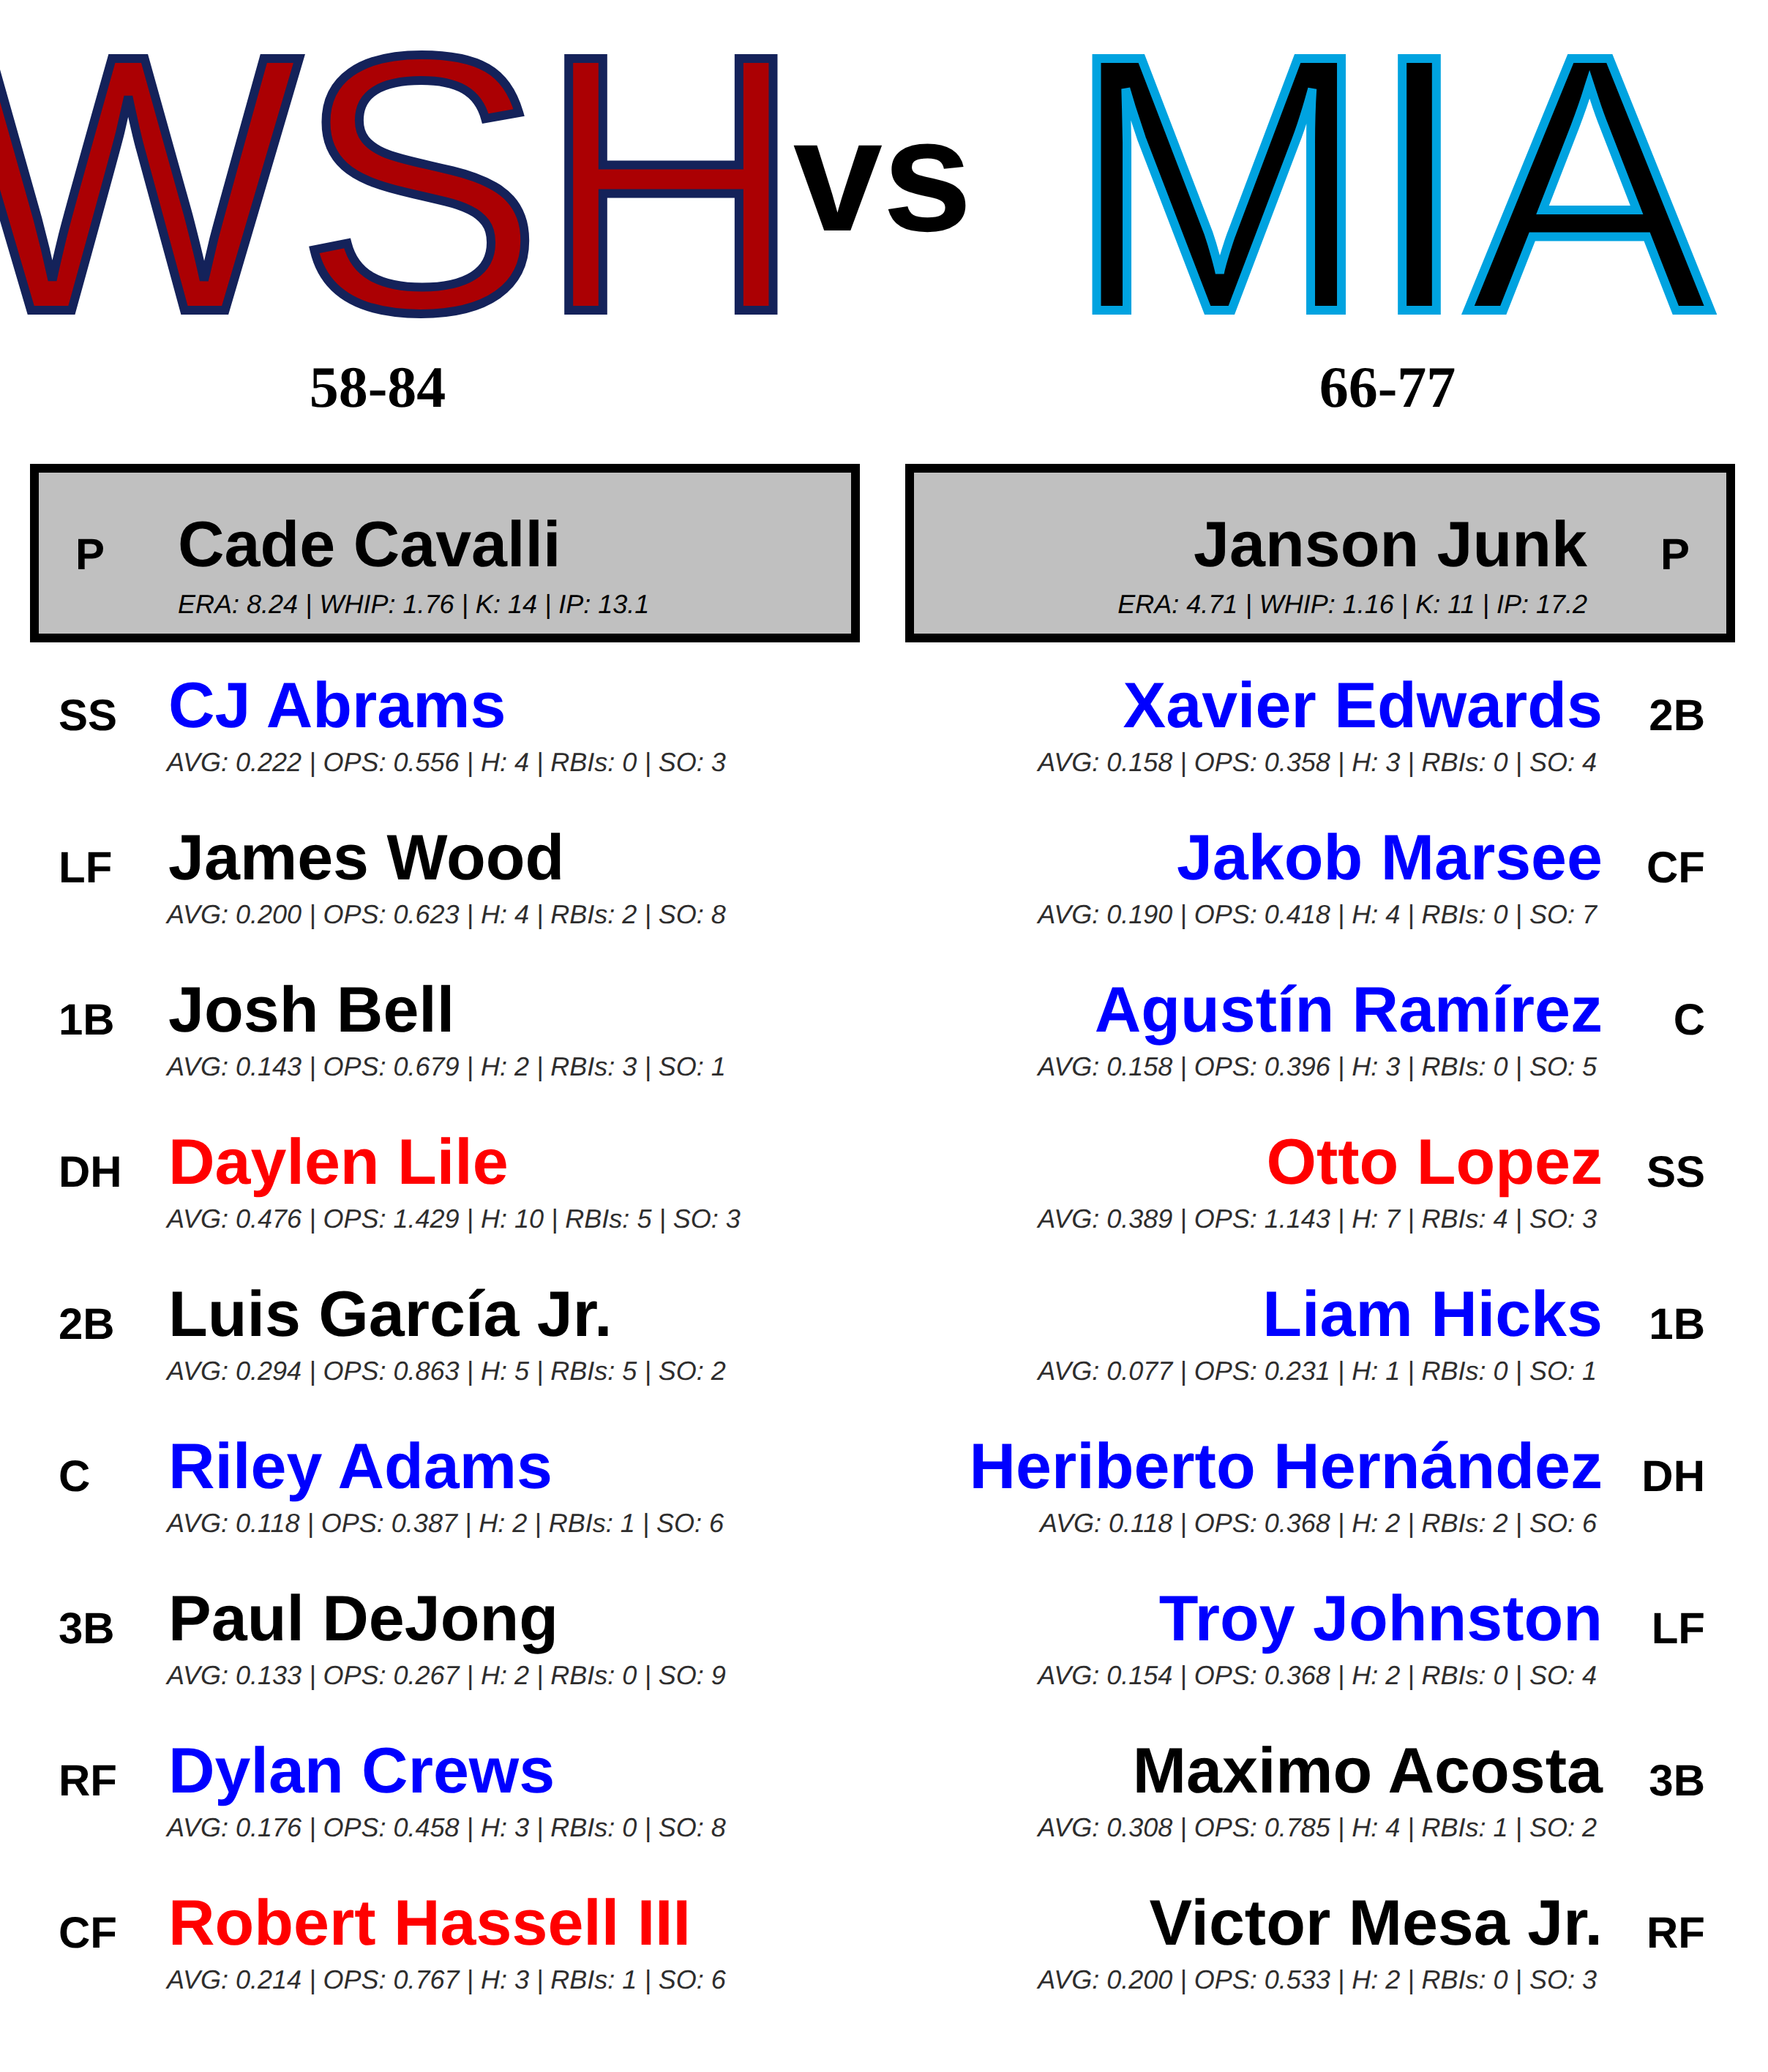 WSH vs MIA
58-84
66-77
P Cade Cavalli
ERA: 8.24 | WHIP: 1.76 | K: 14 | IP: 13.1
Janson Junk P
ERA: 4.71 | WHIP: 1.16 | K: 11 | IP: 17.2
SS CJ Abrams
AVG: 0.222 | OPS: 0.556 | H: 4 | RBIs: 0 | SO: 3
LF James Wood
AVG: 0.200 | OPS: 0.623 | H: 4 | RBIs: 2 | SO: 8
1B Josh Bell
AVG: 0.143 | OPS: 0.679 | H: 2 | RBIs: 3 | SO: 1
DH Daylen Lile
AVG: 0.476 | OPS: 1.429 | H: 10 | RBIs: 5 | SO: 3
2B Luis García Jr.
AVG: 0.294 | OPS: 0.863 | H: 5 | RBIs: 5 | SO: 2
C Riley Adams
AVG: 0.118 | OPS: 0.387 | H: 2 | RBIs: 1 | SO: 6
3B Paul DeJong
AVG: 0.133 | OPS: 0.267 | H: 2 | RBIs: 0 | SO: 9
RF Dylan Crews
AVG: 0.176 | OPS: 0.458 | H: 3 | RBIs: 0 | SO: 8
CF Robert Hassell III
AVG: 0.214 | OPS: 0.767 | H: 3 | RBIs: 1 | SO: 6
Xavier Edwards 2B
AVG: 0.158 | OPS: 0.358 | H: 3 | RBIs: 0 | SO: 4
Jakob Marsee CF
AVG: 0.190 | OPS: 0.418 | H: 4 | RBIs: 0 | SO: 7
Agustín Ramírez C
AVG: 0.158 | OPS: 0.396 | H: 3 | RBIs: 0 | SO: 5
Otto Lopez SS
AVG: 0.389 | OPS: 1.143 | H: 7 | RBIs: 4 | SO: 3
Liam Hicks 1B
AVG: 0.077 | OPS: 0.231 | H: 1 | RBIs: 0 | SO: 1
Heriberto Hernández DH
AVG: 0.118 | OPS: 0.368 | H: 2 | RBIs: 2 | SO: 6
Troy Johnston LF
AVG: 0.154 | OPS: 0.368 | H: 2 | RBIs: 0 | SO: 4
Maximo Acosta 3B
AVG: 0.308 | OPS: 0.785 | H: 4 | RBIs: 1 | SO: 2
Victor Mesa Jr. RF
AVG: 0.200 | OPS: 0.533 | H: 2 | RBIs: 0 | SO: 3